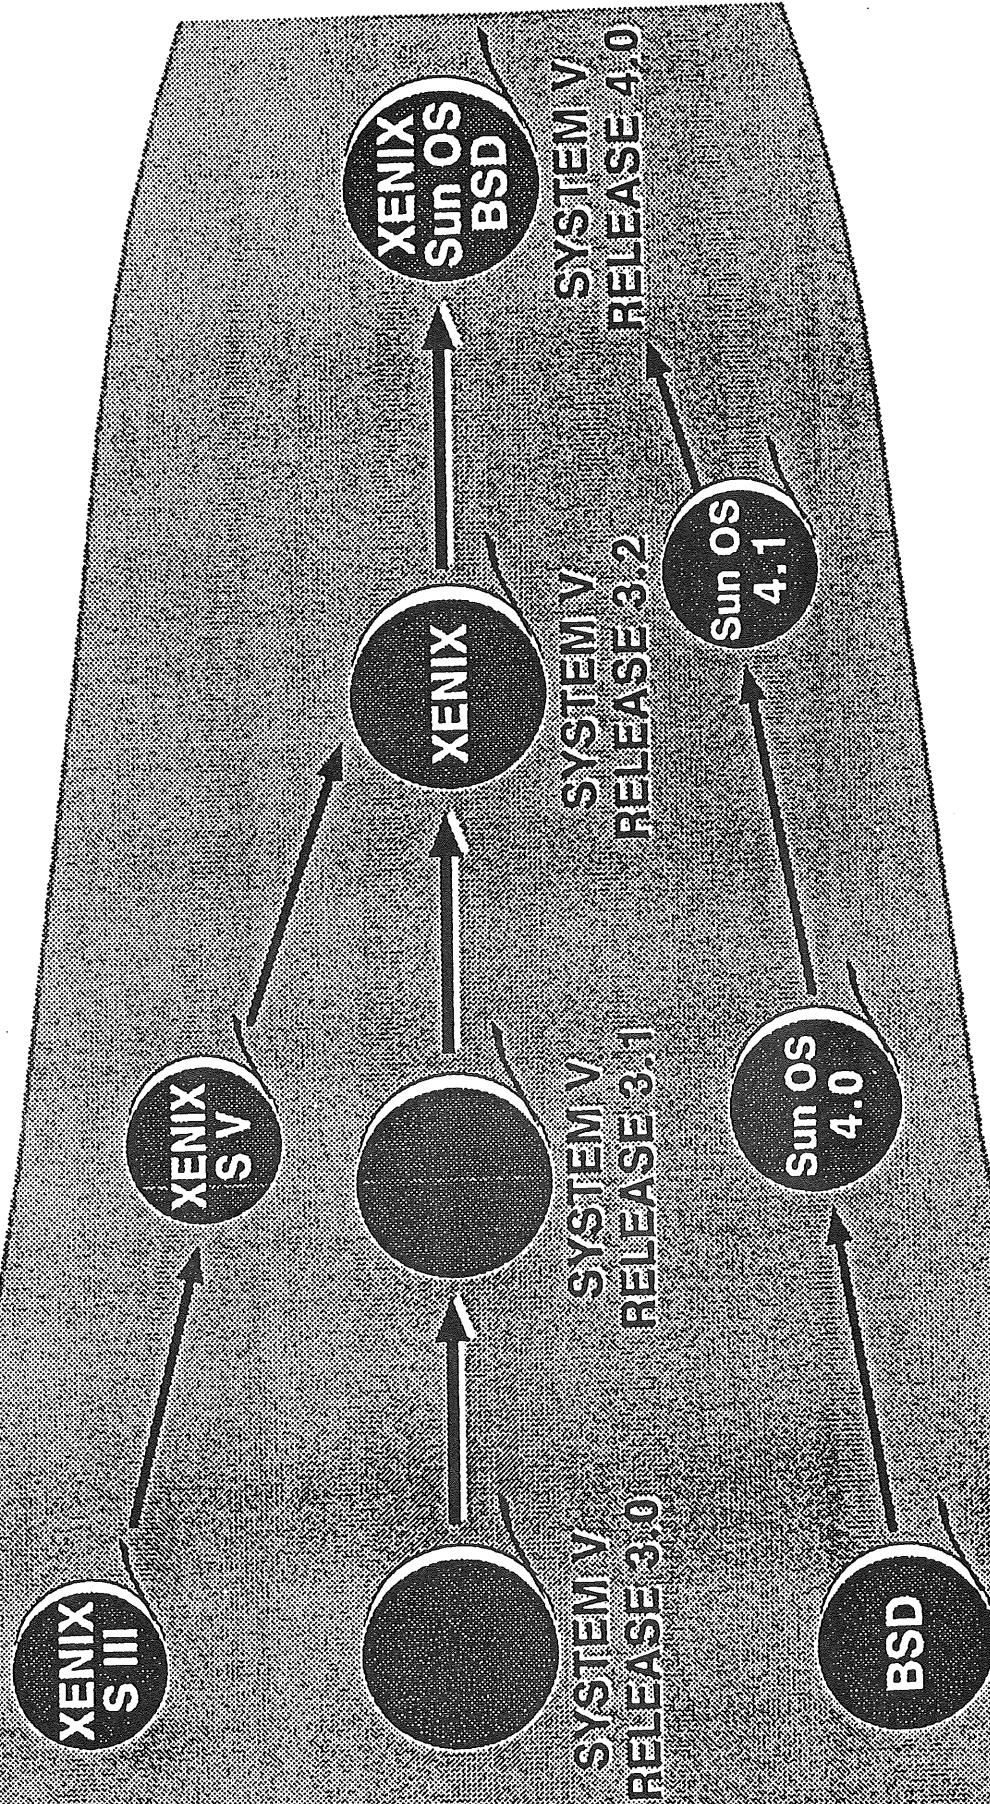 XENIX
S III
XENIX
S V
SYSTEM V
RELEASE 3.0
SYSTEM V
RELEASE 3.1
XENIX
SYSTEM V
RELEASE 3.2
XENIX
Sun OS
BSD
SYSTEM V
RELEASE 4.0
BSD
Sun OS
4.0
Sun OS
4.1